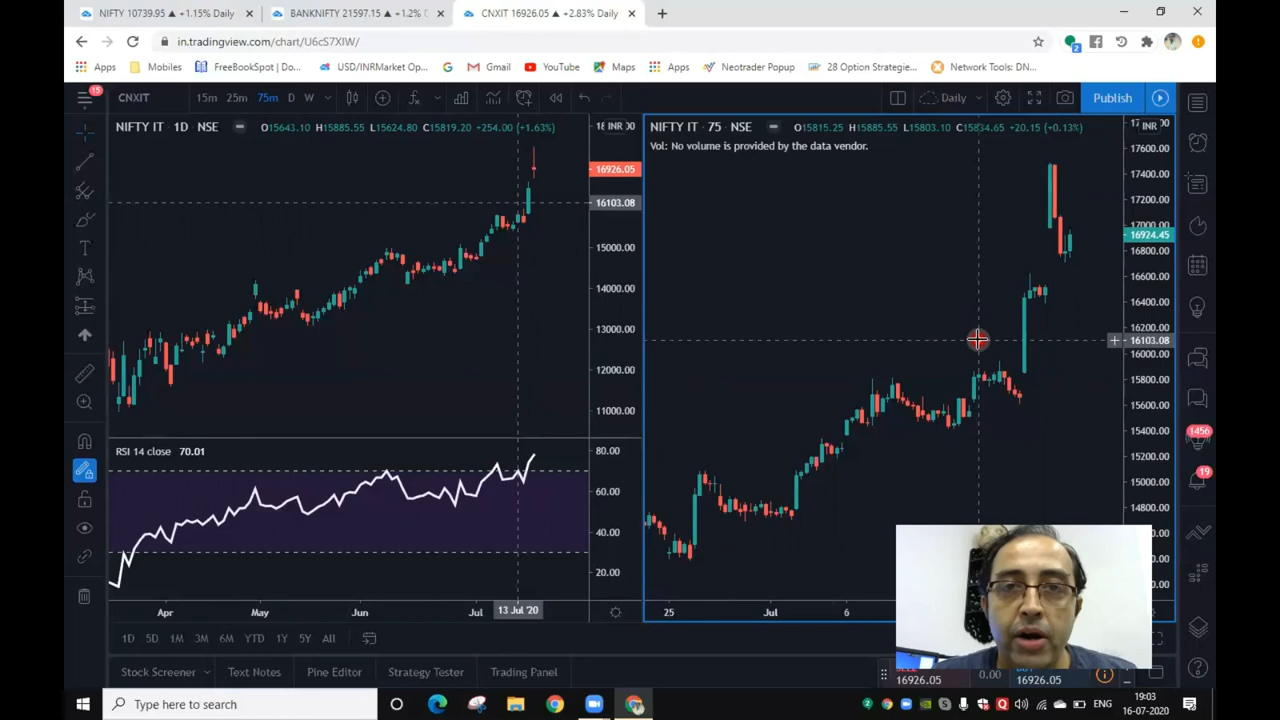 NIFTY 10739.95 ▲ +1.15% Daily
BANKNIFTY 21597.15 ▲ +1.2% D
CNXIT 16926.05 ▲ +2.83% Daily
in.tradingview.com/chart/U6cS7XIW/
Apps
Mobiles
FreeBookSpot | Do...
USD/INRMarket Op...
Gmail
YouTube
Maps
Apps
Neotrader Popup
28 Option Strategie...
Network Tools: DN...
15
CNXIT
15m 25m 75m D W
Daily
Publish
NIFTY IT · 1D · NSE
O15643.10 H15885.55 L15624.80 C15819.20 +254.00 (+1.63%)
INR
16926.05
16103.08
15000.00
14000.00
13000.00
12000.00
11000.00
RSI 14 close 70.01
80.00
60.00
40.00
20.00
Apr May Jun Jul 13 Jul '20
NIFTY IT · 75 · NSE
O15815.25 H15885.55 L15803.10 C15834.65 +20.15 (+0.13%)
INR
Vol: No volume is provided by the data vendor.
17600.00
17400.00
17200.00
17000.00
16924.45
16800.00
16600.00
16400.00
16200.00
16103.08
16000.00
15800.00
15600.00
15400.00
15200.00
15000.00
14800.00
25 Jul 6
1456
19
1D 5D 1M 3M 6M YTD 1Y 5Y All
Stock Screener
Text Notes
Pine Editor
Strategy Tester
Trading Panel
16926.05
0.00
16926.05
Type here to search
ENG
19:03
16-07-2020